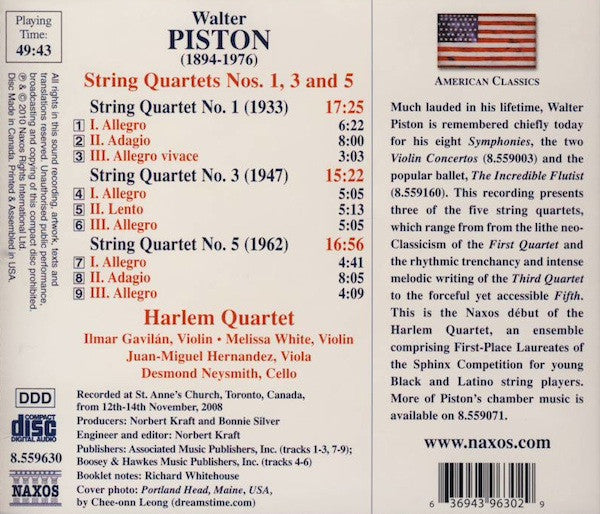 Playing
Time:
49:43
All rights in this sound recording, artwork, texts and
translations reserved. Unauthorised public performance,
broadcasting and copying of this compact disc prohibited.
℗ & © 2010 Naxos Rights International Ltd.
Disc Made in Canada. Printed & Assembled in USA.
DDD
COMPACT
disc
DIGITAL AUDIO
8.559630
NAXOS
Walter
PISTON
(1894-1976)
String Quartets Nos. 1, 3 and 5
String Quartet No. 1 (1933) 17:25
1 I. Allegro 6:22
2 II. Adagio 8:00
3 III. Allegro vivace 3:03
String Quartet No. 3 (1947) 15:22
4 I. Allegro 5:05
5 II. Lento 5:13
6 III. Allegro 5:05
String Quartet No. 5 (1962) 16:56
7 I. Allegro 4:41
8 II. Adagio 8:05
9 III. Allegro 4:09
Harlem Quartet
Ilmar Gavilán, Violin • Melissa White, Violin
Juan-Miguel Hernandez, Viola
Desmond Neysmith, Cello
Recorded at St. Anne's Church, Toronto, Canada,
from 12th-14th November, 2008
Producers: Norbert Kraft and Bonnie Silver
Engineer and editor: Norbert Kraft
Publishers: Associated Music Publishers, Inc. (tracks 1-3, 7-9);
Boosey & Hawkes Music Publishers, Inc. (tracks 4-6)
Booklet notes: Richard Whitehouse
Cover photo: Portland Head, Maine, USA,
by Chee-onn Leong (dreamstime.com)
AMERICAN CLASSICS
Much lauded in his lifetime, Walter
Piston is remembered chiefly today
for his eight Symphonies, the two
Violin Concertos (8.559003) and the
popular ballet, The Incredible Flutist
(8.559160). This recording presents
three of the five string quartets,
which range from from the lithe neo-
Classicism of the First Quartet and
the rhythmic trenchancy and intense
melodic writing of the Third Quartet
to the forceful yet accessible Fifth.
This is the Naxos début of the
Harlem Quartet, an ensemble
comprising First-Place Laureates of
the Sphinx Competition for young
Black and Latino string players.
More of Piston's chamber music is
available on 8.559071.
www.naxos.com
6 36943 96302 9